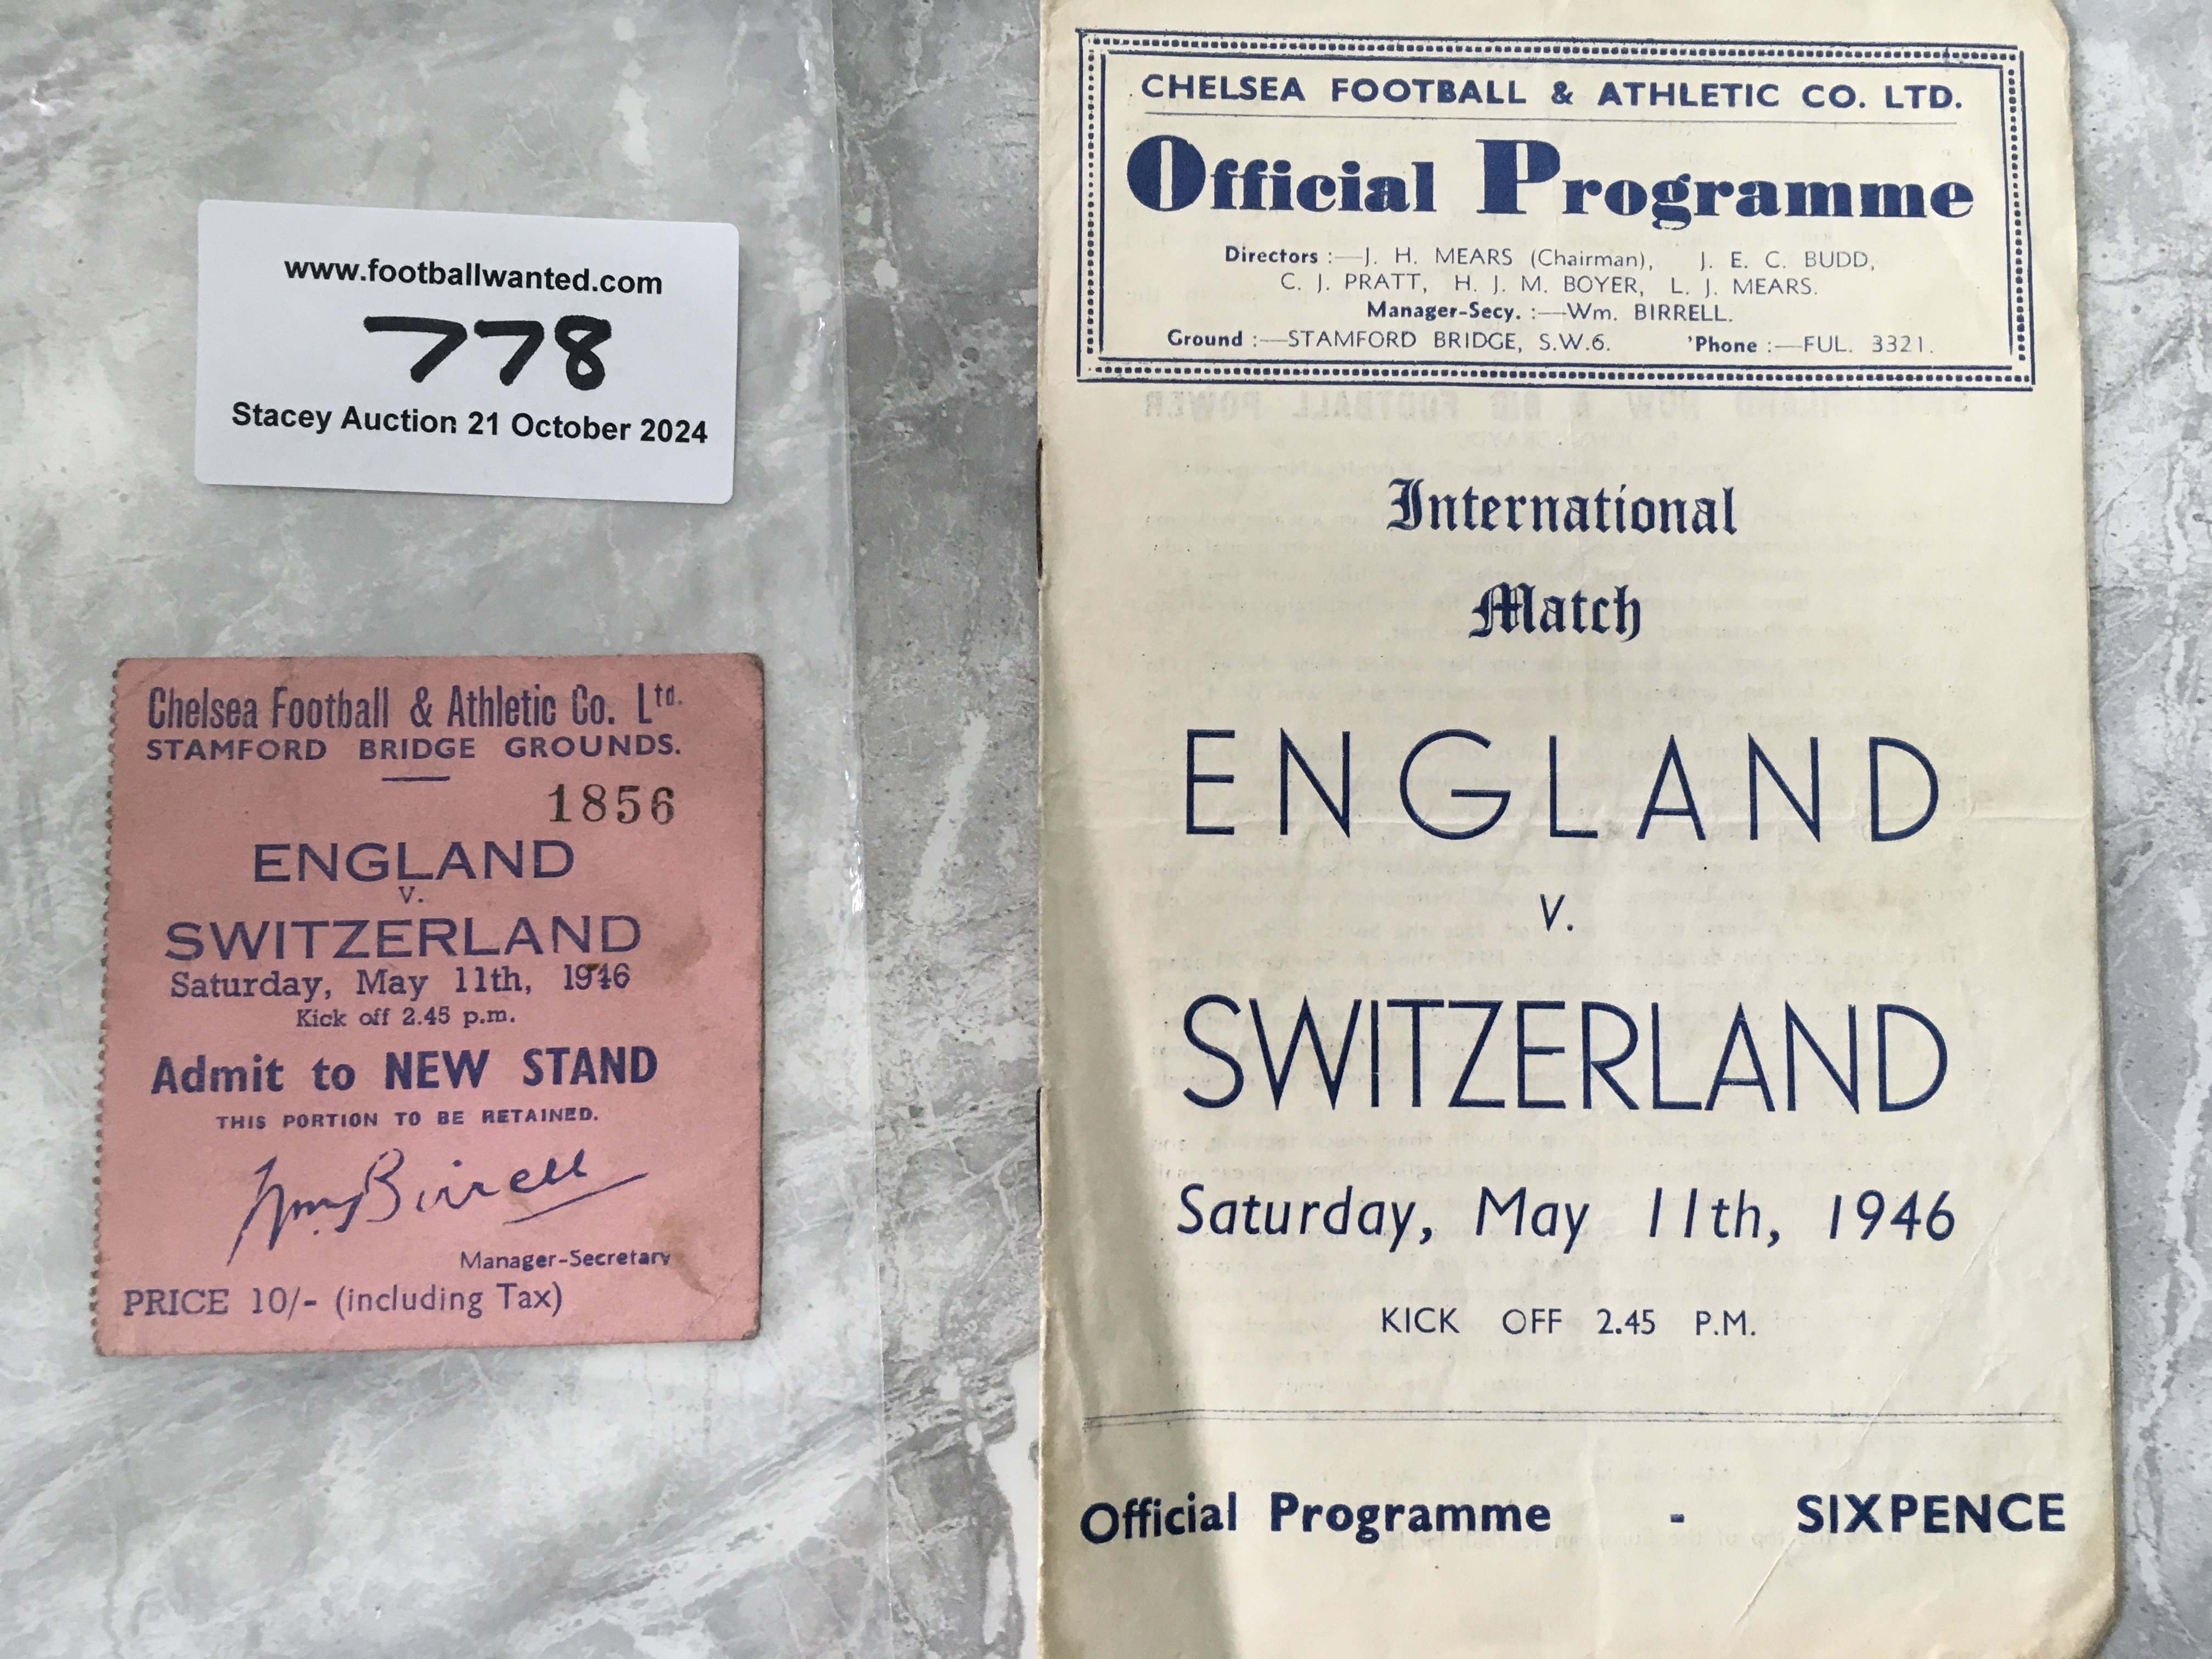 www.footballwanted.com
778
Stacey Auction 21 October 2024
Chelsea Football & Athletic Co. Ltd.
STAMFORD BRIDGE GROUNDS.
1856
ENGLAND
v.
SWITZERLAND
Saturday, May 11th, 1946
Kick off 2.45 p.m.
Admit to NEW STAND
THIS PORTION TO BE RETAINED.
Wm. Birrell
Manager-Secretary
PRICE 10/- (including Tax)
CHELSEA FOOTBALL & ATHLETIC CO. LTD.
Official Programme
Directors :—J. H. MEARS (Chairman), J. E. C. BUDD,
C. J. PRATT, H. J. M. BOYER, L. J. MEARS.
Manager-Secy. :—Wm. BIRRELL.
Ground :—STAMFORD BRIDGE, S.W.6. 'Phone :—FUL. 3321.
International
Match
ENGLAND
v.
SWITZERLAND
Saturday, May 11th, 1946
KICK OFF 2.45 P.M.
Official Programme - SIXPENCE